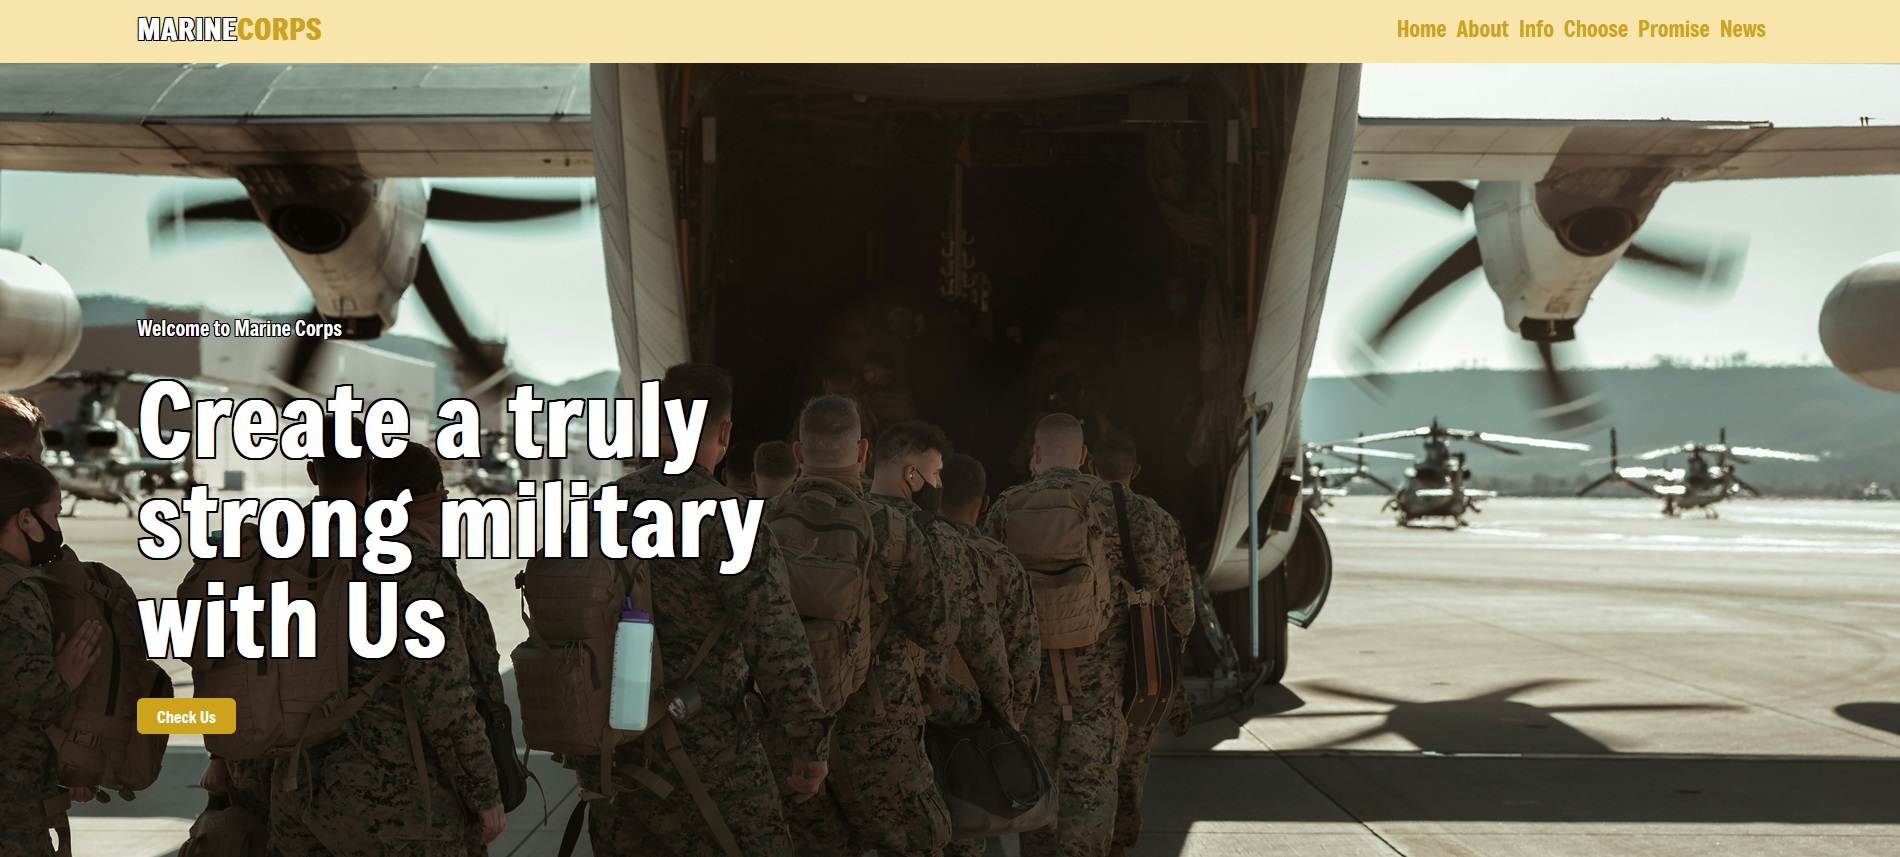 MARINECORPS
Home About Info Choose Promise News
Welcome to Marine Corps
Create a truly
strong military
with Us
Check Us